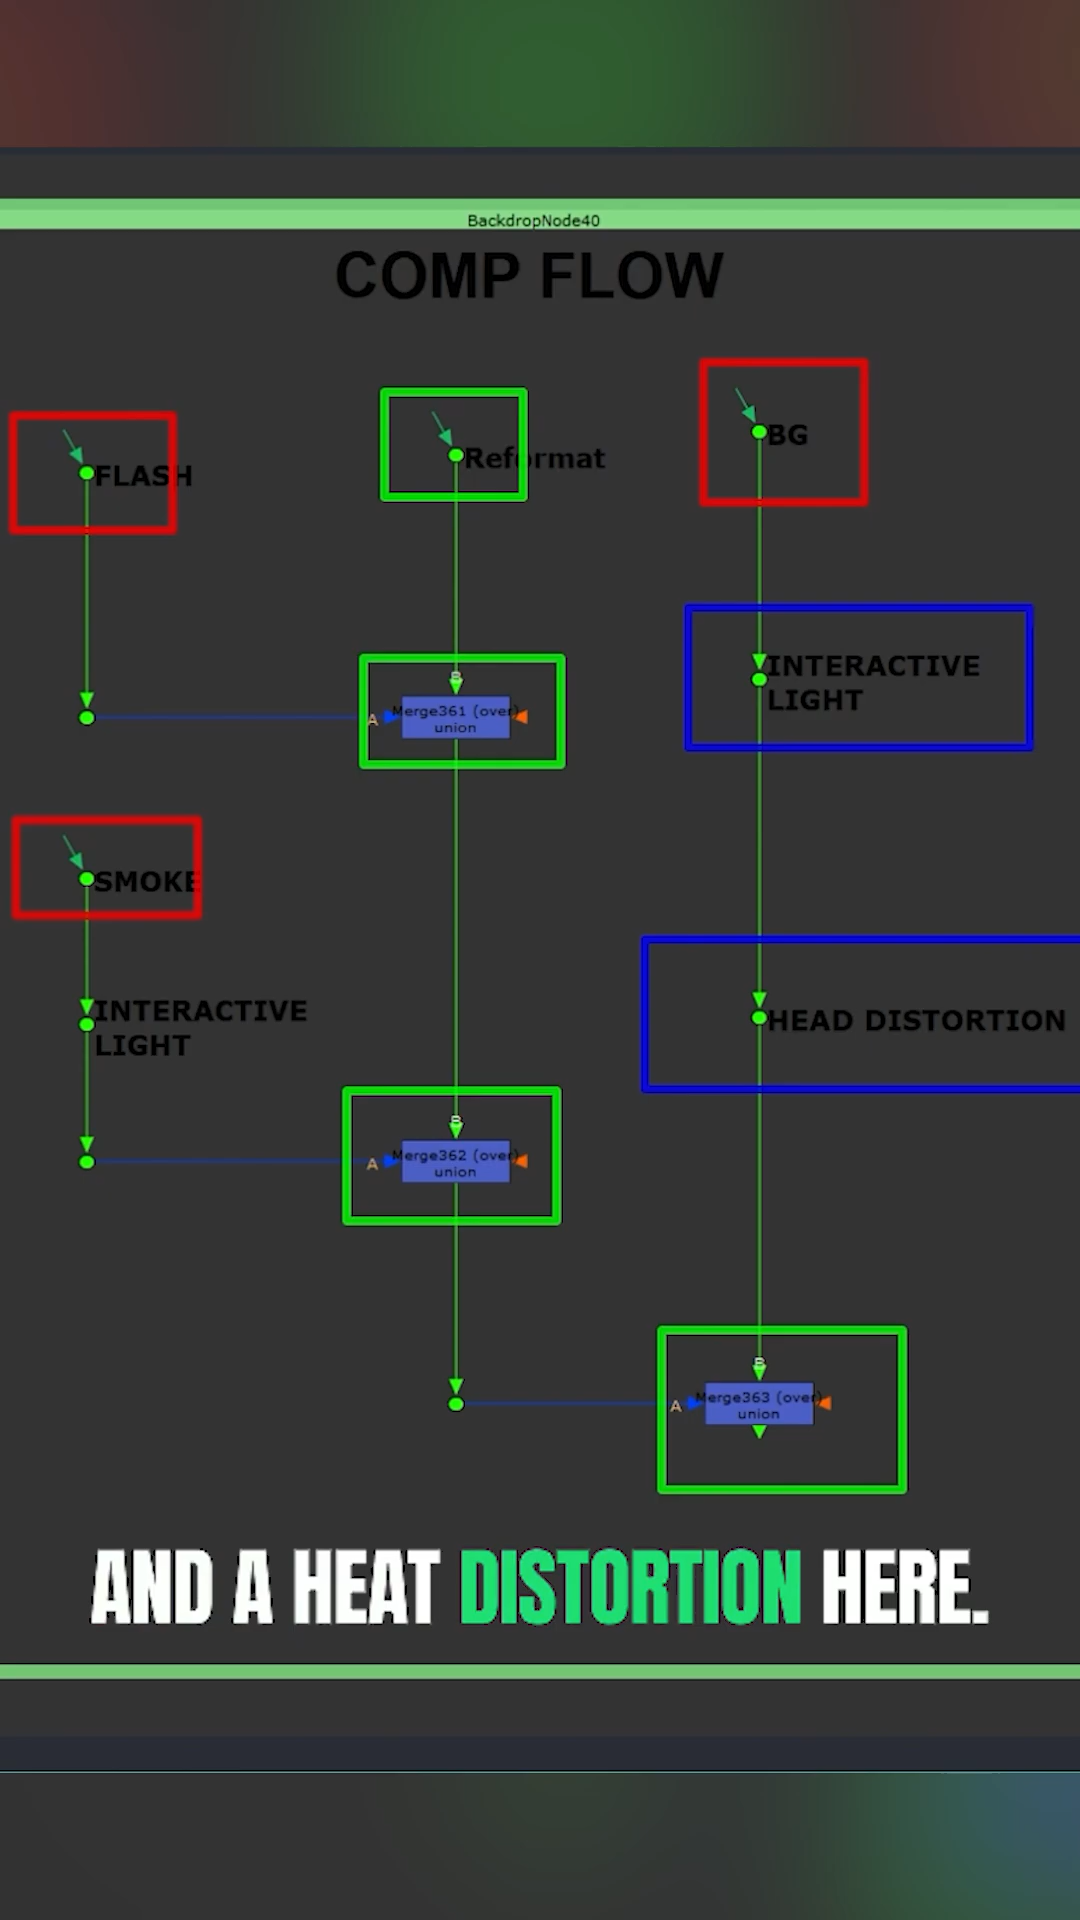 BackdropNode40
COMP FLOW
BG
Reformat
FLASH
INTERACTIVE
LIGHT
B
A
Merge361 (over)
union
SMOKE
INTERACTIVE
LIGHT
HEAD DISTORTION
B
A
Merge362 (over)
union
B
A
Merge363 (over)
union
AND A HEAT DISTORTION HERE.